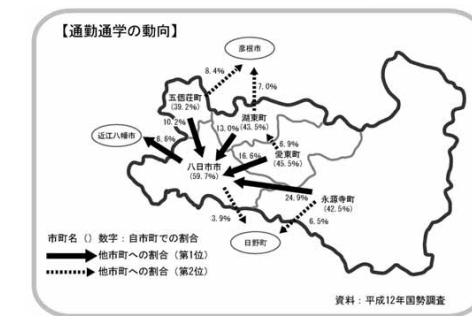 【通勤通学の動向】
彦根市
8.4%
7.0%
五個荘町
(39.2%)
湖東町
(43.5%)
10.2%
13.0%
近江八幡市
6.6%
6.9%
愛東町
(45.5%)
16.6%
八日市市
(59.7%)
24.9%
永源寺町
(42.5%)
3.9%
6.5%
日野町
市町名 () 数字:自市町での割合
他市町への割合(第1位)
他市町への割合(第2位)
資料:平成12年国勢調査